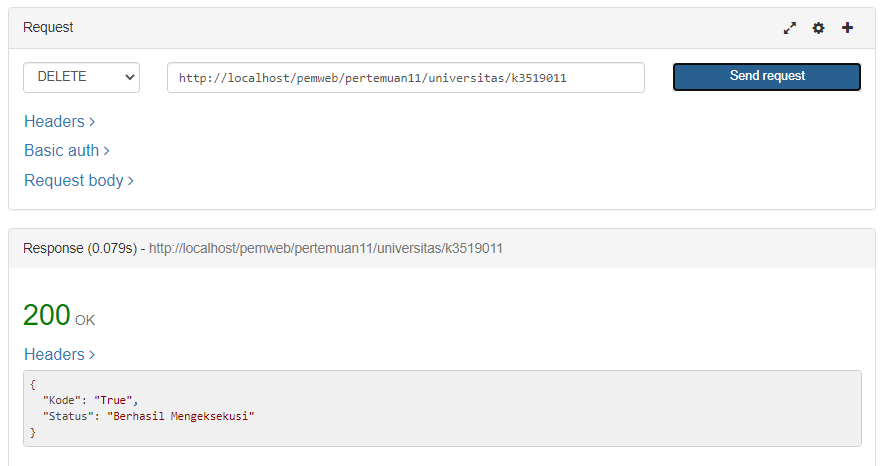 Request
DELETE http://localhost/pemweb/pertemuan11/universitas/k3519011 Send request
Headers
Basic auth
Request body
Response (0.079s) - http://localhost/pemweb/pertemuan11/universitas/k3519011
200 OK
Headers
{
"Kode": "True",
"Status": "Berhasil Mengeksekusi"
}